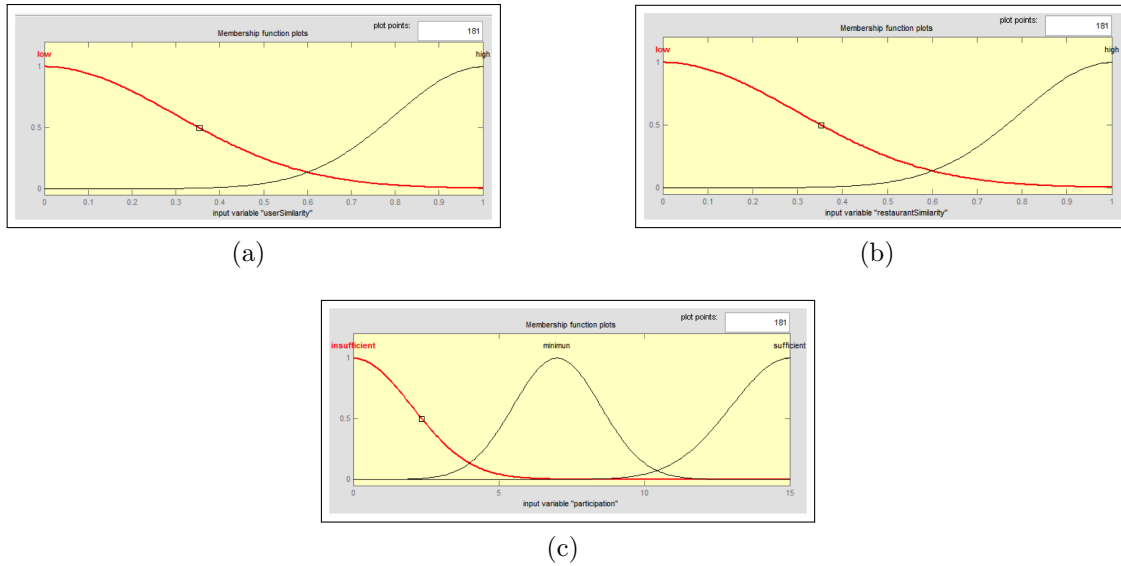 plot points: 181
Membership function plots
low high
1
0.5
0
0 0.1 0.2 0.3 0.4 0.5 0.6 0.7 0.8 0.9 1
input variable "userSimilarity"
(a)
plot points: 181
Membership function plots
low high
1
0.5
0
0 0.1 0.2 0.3 0.4 0.5 0.6 0.7 0.8 0.9 1
input variable "restaurantSimilarity"
(b)
plot points: 181
Membership function plots
insufficient minimun sufficient
1
0.5
0
0 5 10 15
input variable "participation"
(c)